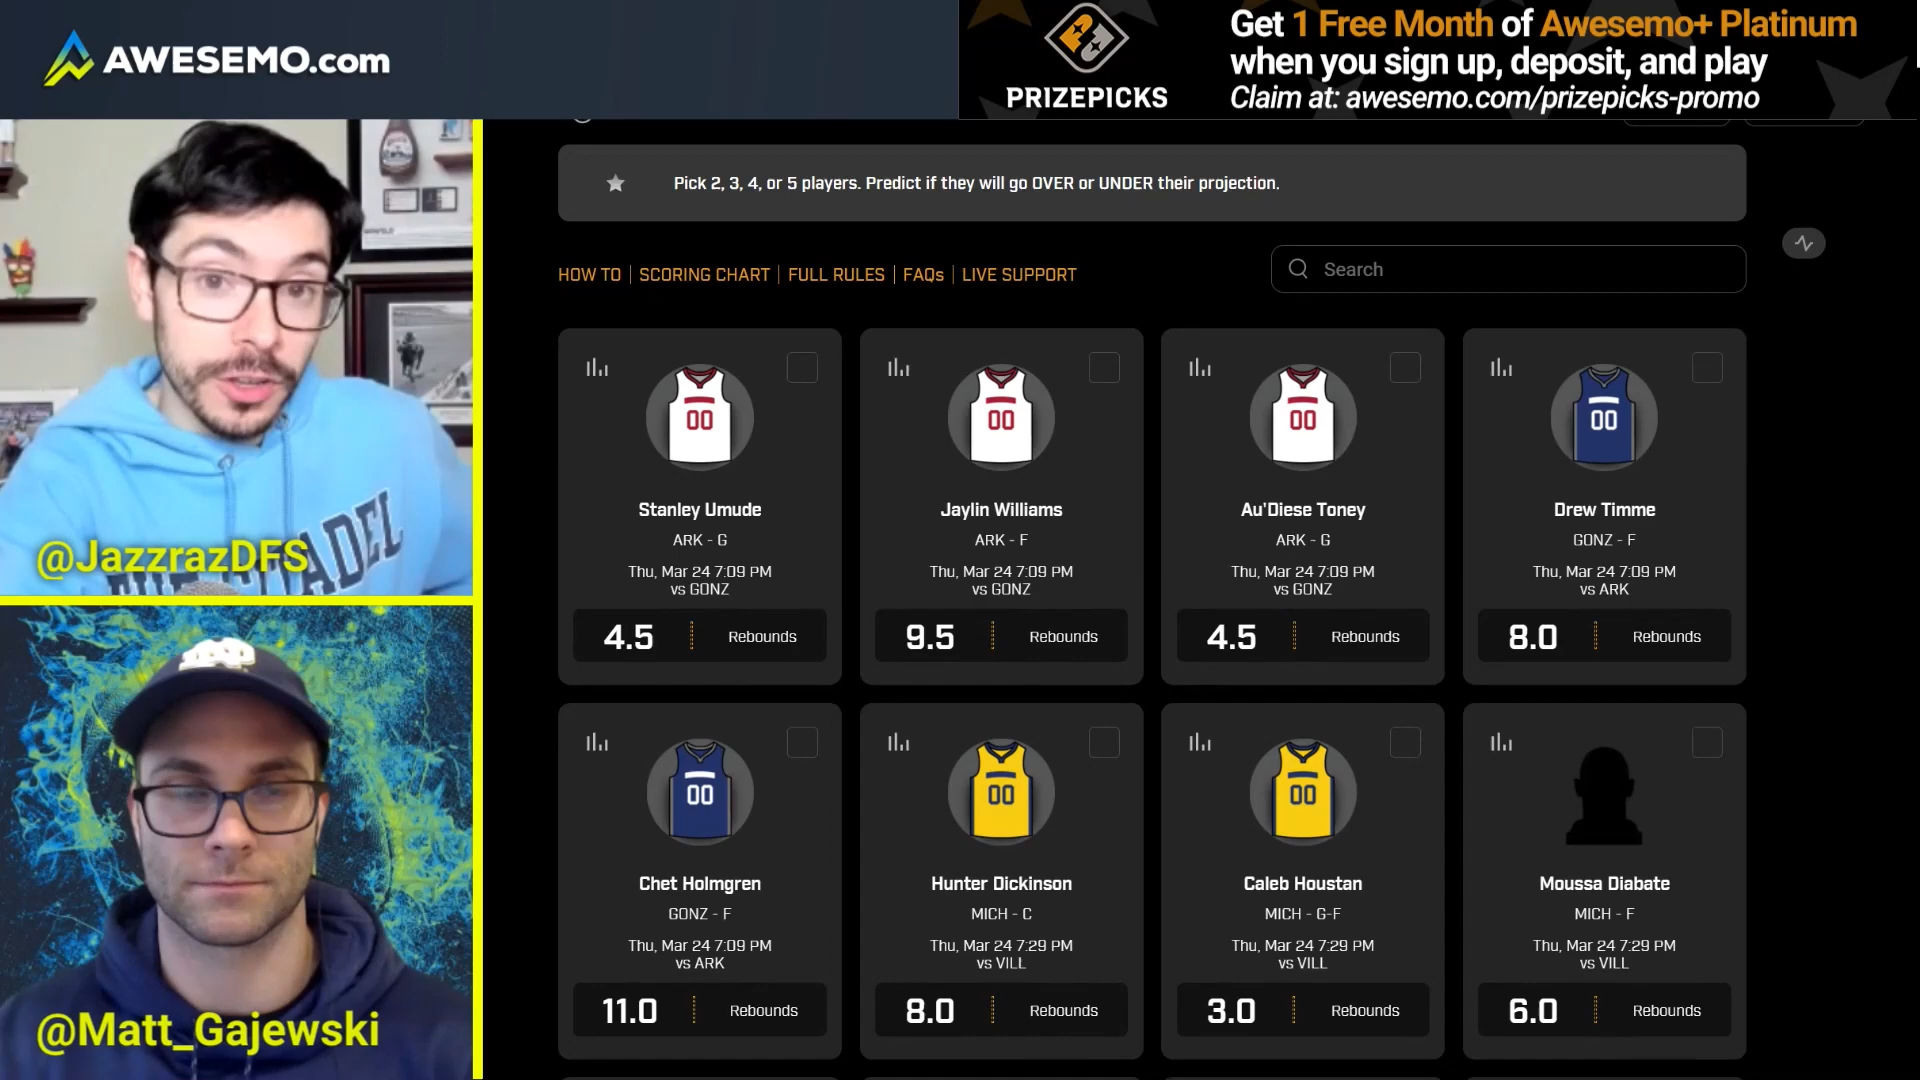 AWESEMO.com
PRIZEPICKS
Get 1 Free Month of Awesemo+ Platinum
when you sign up, deposit, and play
Claim at: awesemo.com/prizepicks-promo
Pick 2, 3, 4, or 5 players. Predict if they will go OVER or UNDER their projection.
HOW TO | SCORING CHART | FULL RULES | FAQs | LIVE SUPPORT
Search
00
Stanley Umude
ARK - G
Thu, Mar 24 7:09 PM
vs GONZ
4.5 Rebounds
00
Jaylin Williams
ARK - F
Thu, Mar 24 7:09 PM
vs GONZ
9.5 Rebounds
00
Au'Diese Toney
ARK - G
Thu, Mar 24 7:09 PM
vs GONZ
4.5 Rebounds
00
Drew Timme
GONZ - F
Thu, Mar 24 7:09 PM
vs ARK
8.0 Rebounds
00
Chet Holmgren
GONZ - F
Thu, Mar 24 7:09 PM
vs ARK
11.0 Rebounds
00
Hunter Dickinson
MICH - C
Thu, Mar 24 7:29 PM
vs VILL
8.0 Rebounds
00
Caleb Houstan
MICH - G-F
Thu, Mar 24 7:29 PM
vs VILL
3.0 Rebounds
Moussa Diabate
MICH - F
Thu, Mar 24 7:29 PM
vs VILL
6.0 Rebounds
@JazzrazDFS
@Matt_Gajewski